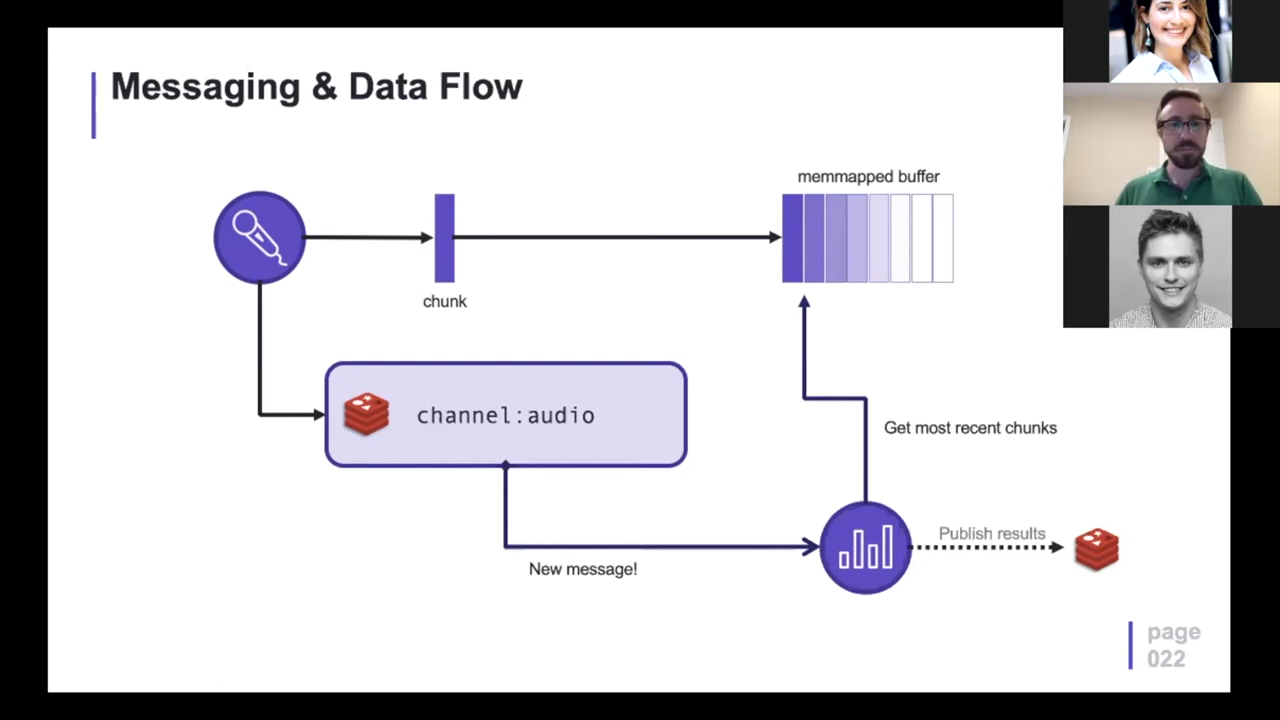 Messaging & Data Flow
memmapped buffer
chunk
channel:audio
Get most recent chunks
Publish results
New message!
page
022